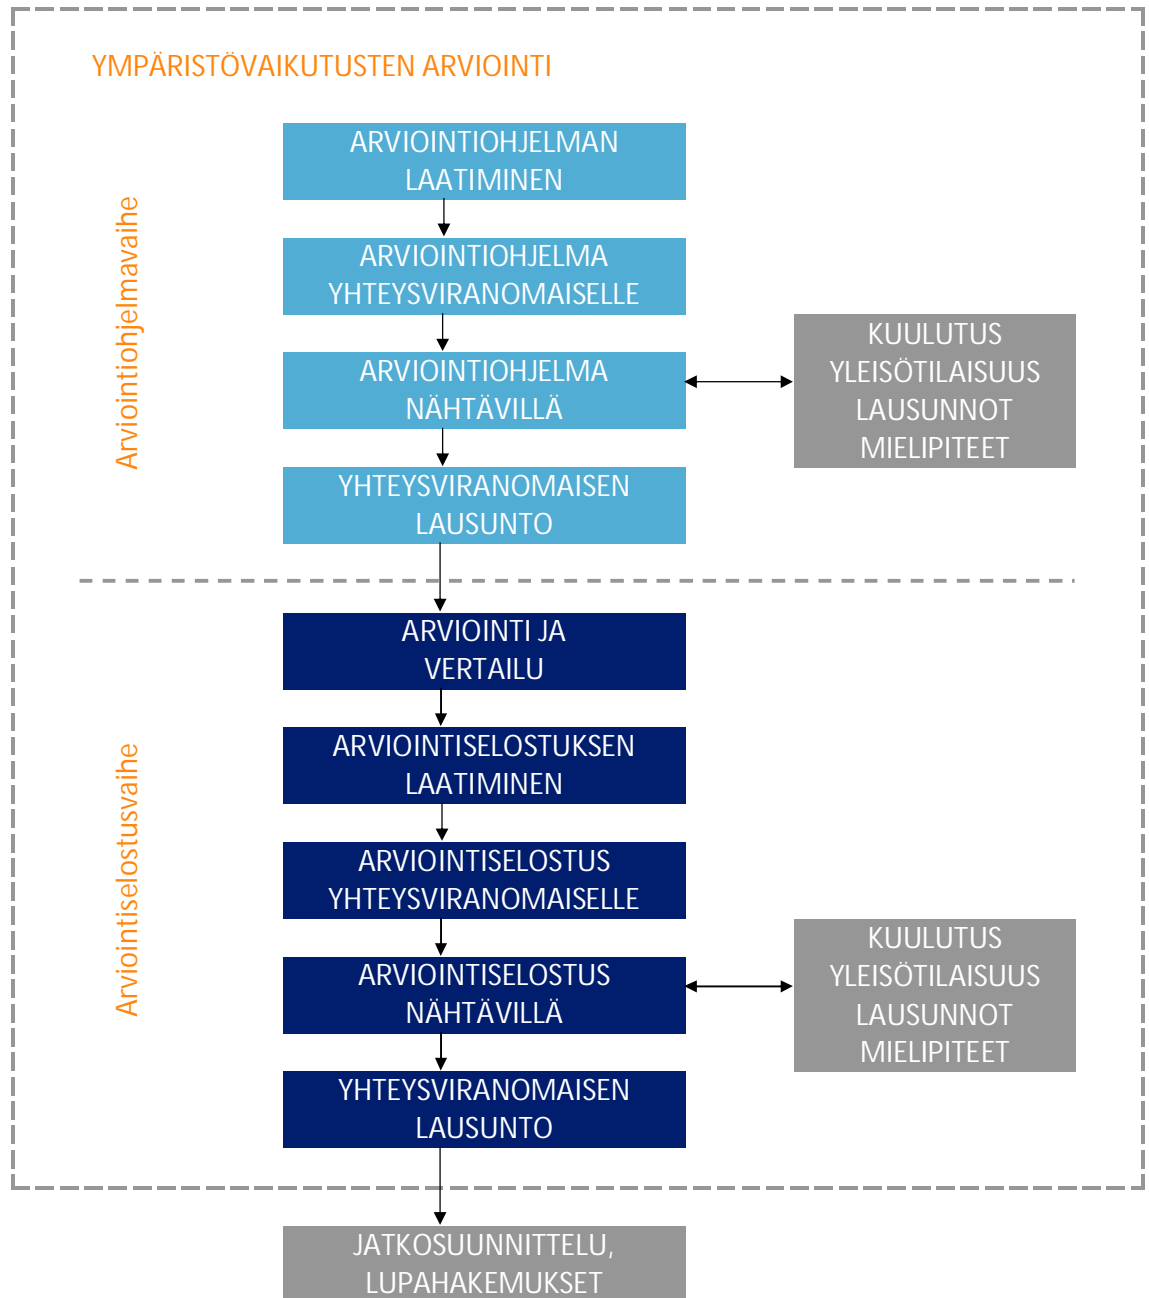 YMPÄRISTÖVAIKUTUSTEN ARVIOINTI
Arviointiohjelmavaihe
ARVIOINTIOHJELMAN
LAATIMINEN
ARVIOINTIOHJELMA
YHTEYSVIRANOMAISELLE
ARVIOINTIOHJELMA
NÄHTÄVILLÄ
KUULUTUS
YLEISÖTILAISUUS
LAUSUNNOT
MIELIPITEET
YHTEYSVIRANOMAISEN
LAUSUNTO
Arviointiselostusvaihe
ARVIOINTI JA
VERTAILU
ARVIOINTISELOSTUKSEN
LAATIMINEN
ARVIOINTISELOSTUS
YHTEYSVIRANOMAISELLE
ARVIOINTISELOSTUS
NÄHTÄVILLÄ
KUULUTUS
YLEISÖTILAISUUS
LAUSUNNOT
MIELIPITEET
YHTEYSVIRANOMAISEN
LAUSUNTO
JATKOSUUNNITTELU,
LUPAHAKEMUKSET